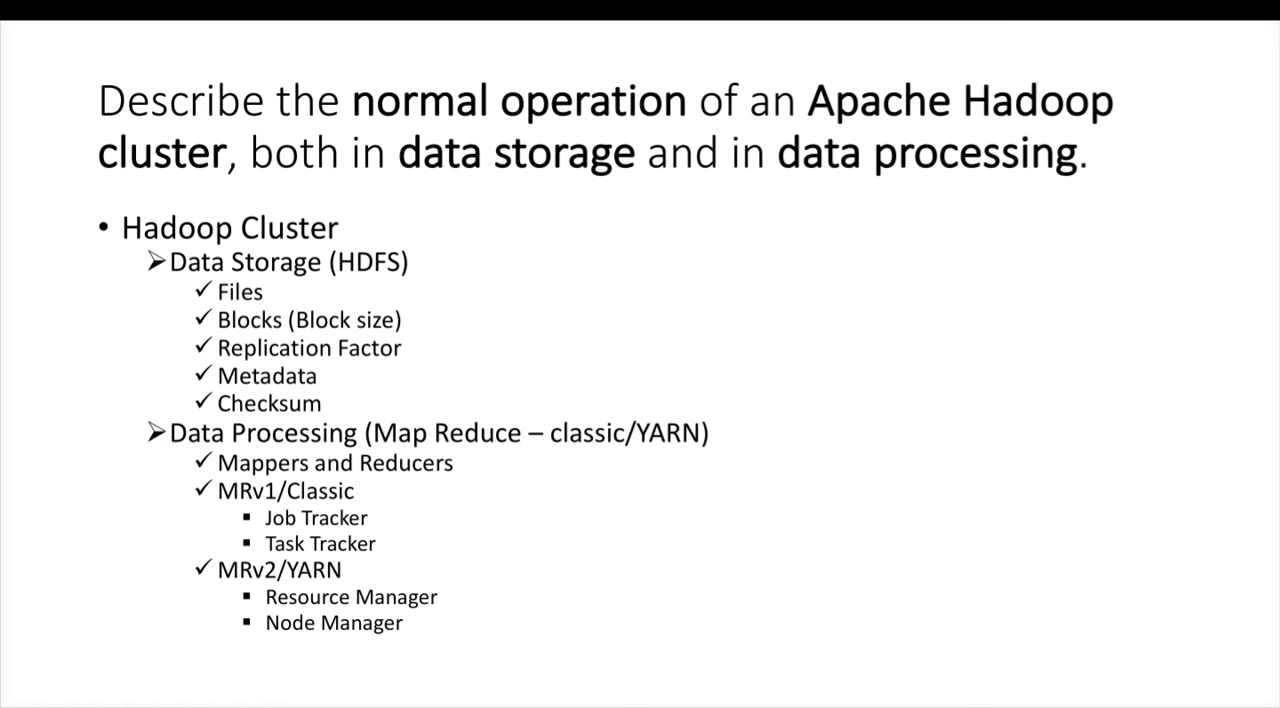 Describe the normal operation of an Apache Hadoop
cluster, both in data storage and in data processing.
• Hadoop Cluster
➢Data Storage (HDFS)
✓Files
✓Blocks (Block size)
✓Replication Factor
✓Metadata
✓Checksum
➢Data Processing (Map Reduce – classic/YARN)
✓Mappers and Reducers
✓MRv1/Classic
▪ Job Tracker
▪ Task Tracker
✓MRv2/YARN
▪ Resource Manager
▪ Node Manager